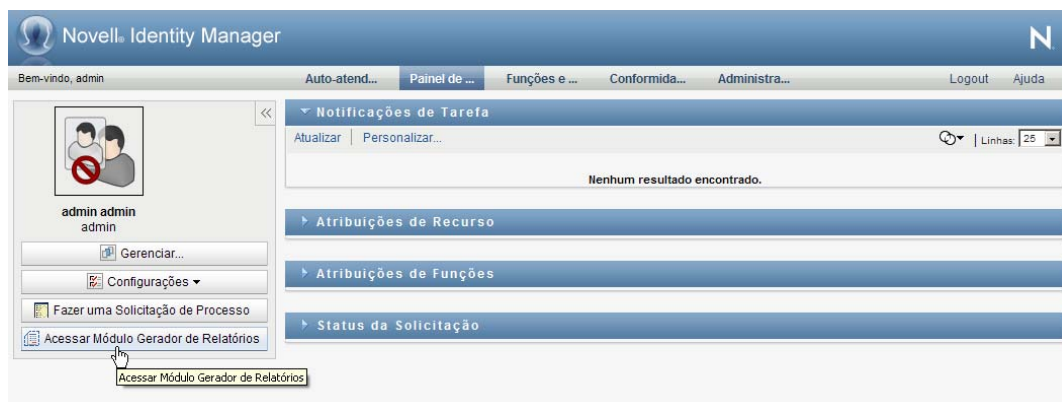 Novell® Identity Manager
N
Bem-vindo, admin
Auto-atend... Painel de ... Funções e ... Conformida... Administra... Logout Ajuda
Notificações de Tarefa
Atualizar Personalizar... Linhas: 25
Nenhum resultado encontrado.
admin admin
admin
Gerenciar...
Configurações
Fazer uma Solicitação de Processo
Acessar Módulo Gerador de Relatórios
Acessar Módulo Gerador de Relatórios
Atribuições de Recurso
Atribuições de Funções
Status da Solicitação